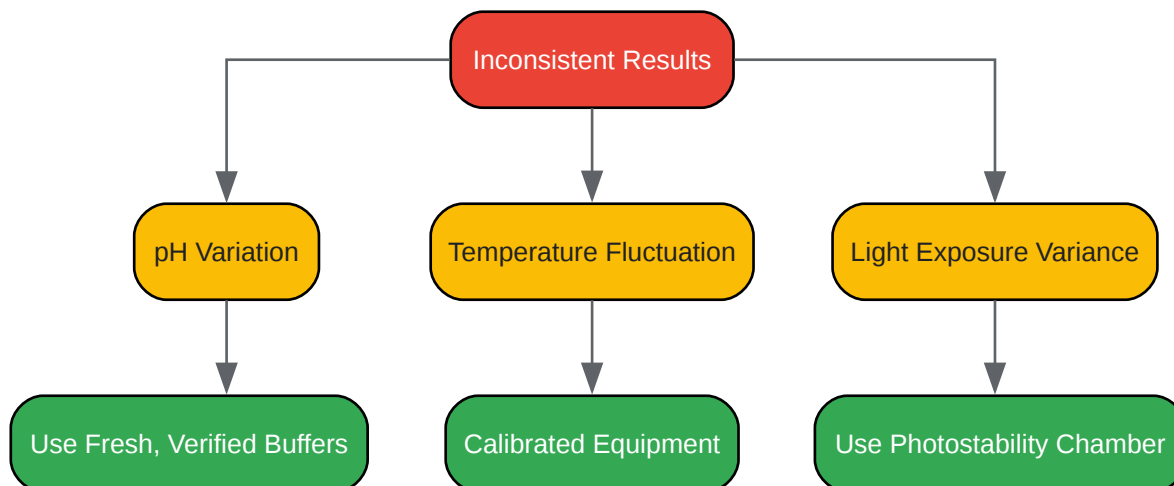 Inconsistent Results
pH Variation
Temperature Fluctuation
Light Exposure Variance
Use Fresh, Verified Buffers
Calibrated Equipment
Use Photostability Chamber